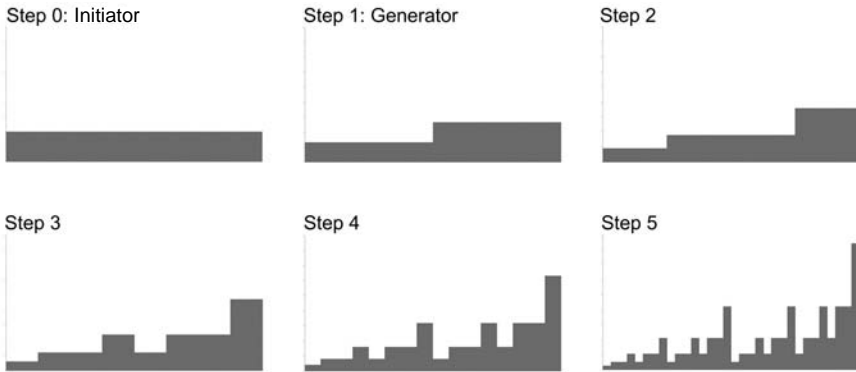 Step 0: Initiator
Step 1: Generator
Step 2
Step 3
Step 4
Step 5